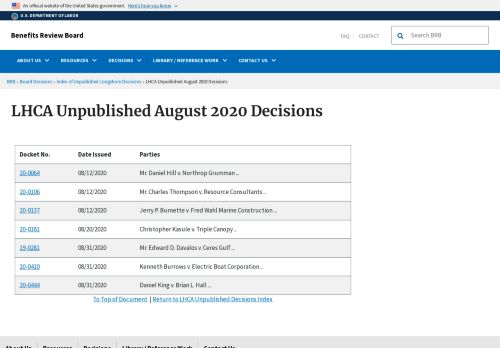 An official website of the United States government. Here's how you know
U.S. DEPARTMENT OF LABOR
Benefits Review Board
FAQ CONTACT
Search BRB
ABOUT US RESOURCES DECISIONS LIBRARY / REFERENCE WORK CONTACT US
BRB › Board Decisions › Index of Unpublished Longshore Decisions › LHCA Unpublished August 2020 Decisions
LHCA Unpublished August 2020 Decisions
Docket No. Date Issued Parties
20-0064 08/12/2020 Mr. Daniel Hill v. Northrop Grumman ...
20-0106 08/12/2020 Mr. Charles Thompson v. Resource Consultants ...
20-0137 08/12/2020 Jerry P. Burnette v. Fred Wahl Marine Construction ...
20-0181 08/20/2020 Christopher Kasule v. Triple Canopy ...
19-0281 08/31/2020 Mr. Edward D. Davalos v. Ceres Gulf ...
20-0410 08/31/2020 Kenneth Burrows v. Electric Boat Corporation ...
20-0444 08/31/2020 Daniel King v. Brian L. Hall ...
To Top of Document | Return to LHCA Unpublished Decisions Index
About Us Resources Decisions Library / Reference Work Contact Us